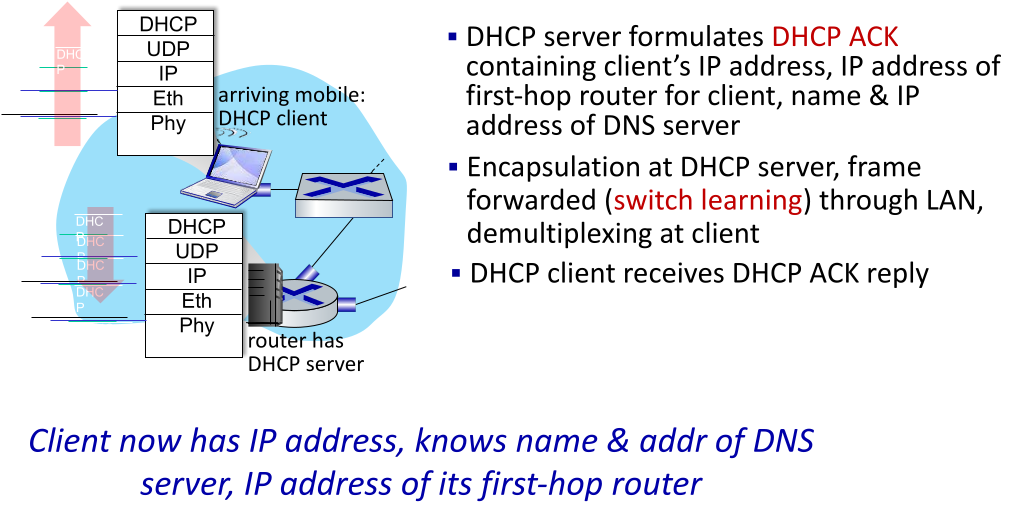 DHCP
UDP
IP
Eth
Phy
DHC
P
arriving mobile:
DHCP client
DHC
P
DHC
P
DHC
P
DHC
P
DHCP
UDP
IP
Eth
Phy
router has
DHCP server
▪ DHCP server formulates DHCP ACK
containing client’s IP address, IP address of
first-hop router for client, name & IP
address of DNS server
▪ Encapsulation at DHCP server, frame
forwarded (switch learning) through LAN,
demultiplexing at client
▪ DHCP client receives DHCP ACK reply
Client now has IP address, knows name & addr of DNS
server, IP address of its first-hop router